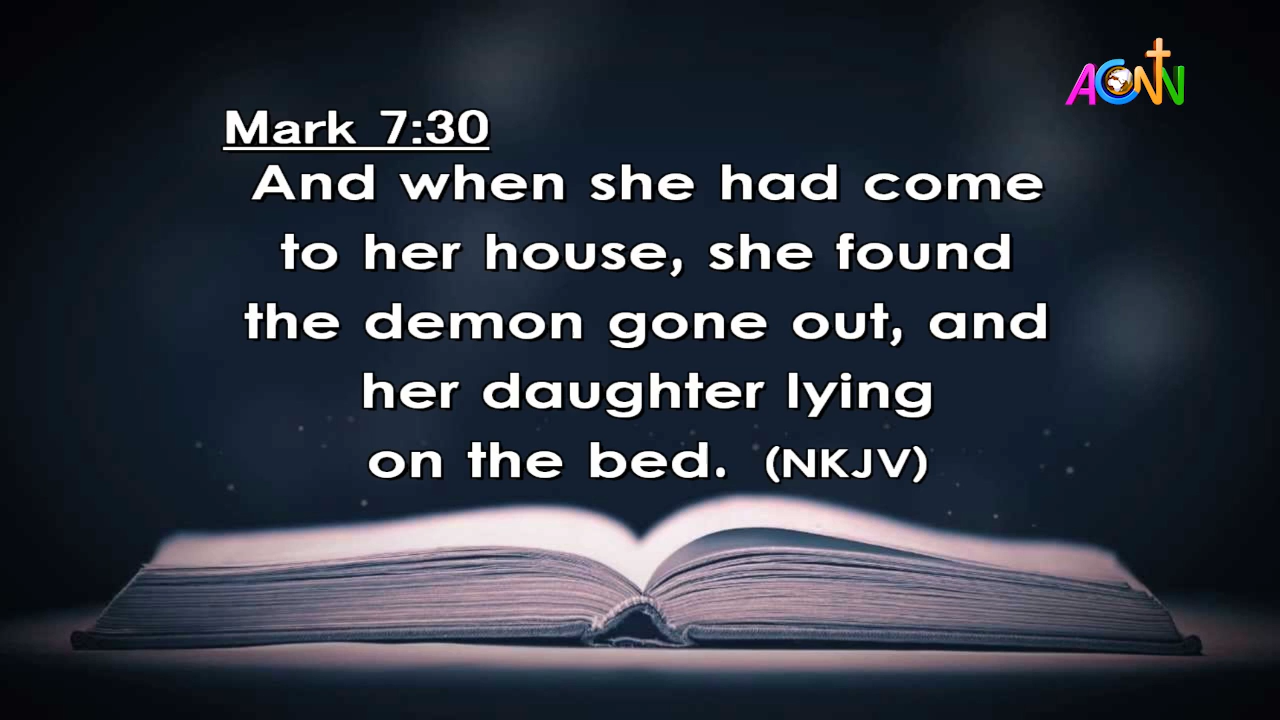 ACNN
Mark 7:30
And when she had come
to her house, she found
the demon gone out, and
her daughter lying
on the bed. (NKJV)